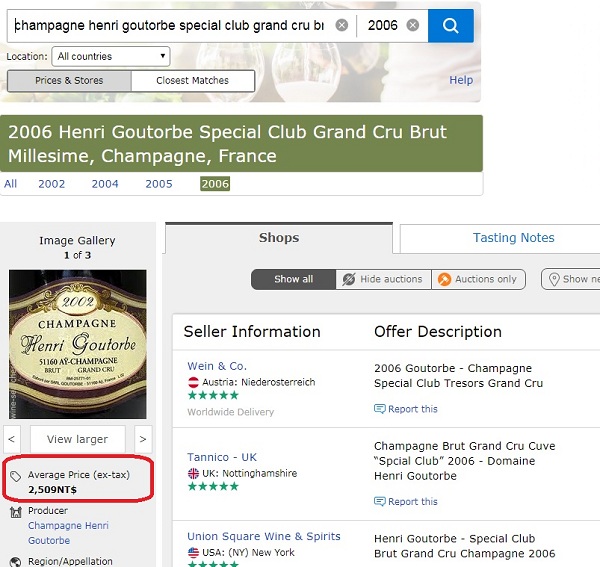 champagne henri goutorbe special club grand cru br
2006
Location: All countries
Prices & Stores
Closest Matches
Help
2006 Henri Goutorbe Special Club Grand Cru Brut
Millesime, Champagne, France
All 2002 2004 2005 2006
Image Gallery
1 of 3
2002
CHAMPAGNE
Henri Goutorbe
51160 AŸ-CHAMPAGNE
BRUT GRAND CRU
< View larger >
Average Price (ex-tax)
2,509NT$
Producer
Champagne Henri
Goutorbe
Region/Appellation
Shops
Tasting Notes
Show all
Hide auctions
Auctions only
Show ne
Seller Information
Offer Description
Wein & Co.
Austria: Niederosterreich
Worldwide Delivery
2006 Goutorbe - Champagne
Special Club Tresors Grand Cru
Report this
Tannico - UK
UK: Nottinghamshire
Champagne Brut Grand Cru Cuve
“Spcial Club” 2006 - Domaine
Henri Goutorbe
Report this
Union Square Wine & Spirits
USA: (NY) New York
Henri Goutorbe - Special Club
Brut Grand Cru Champagne 2006